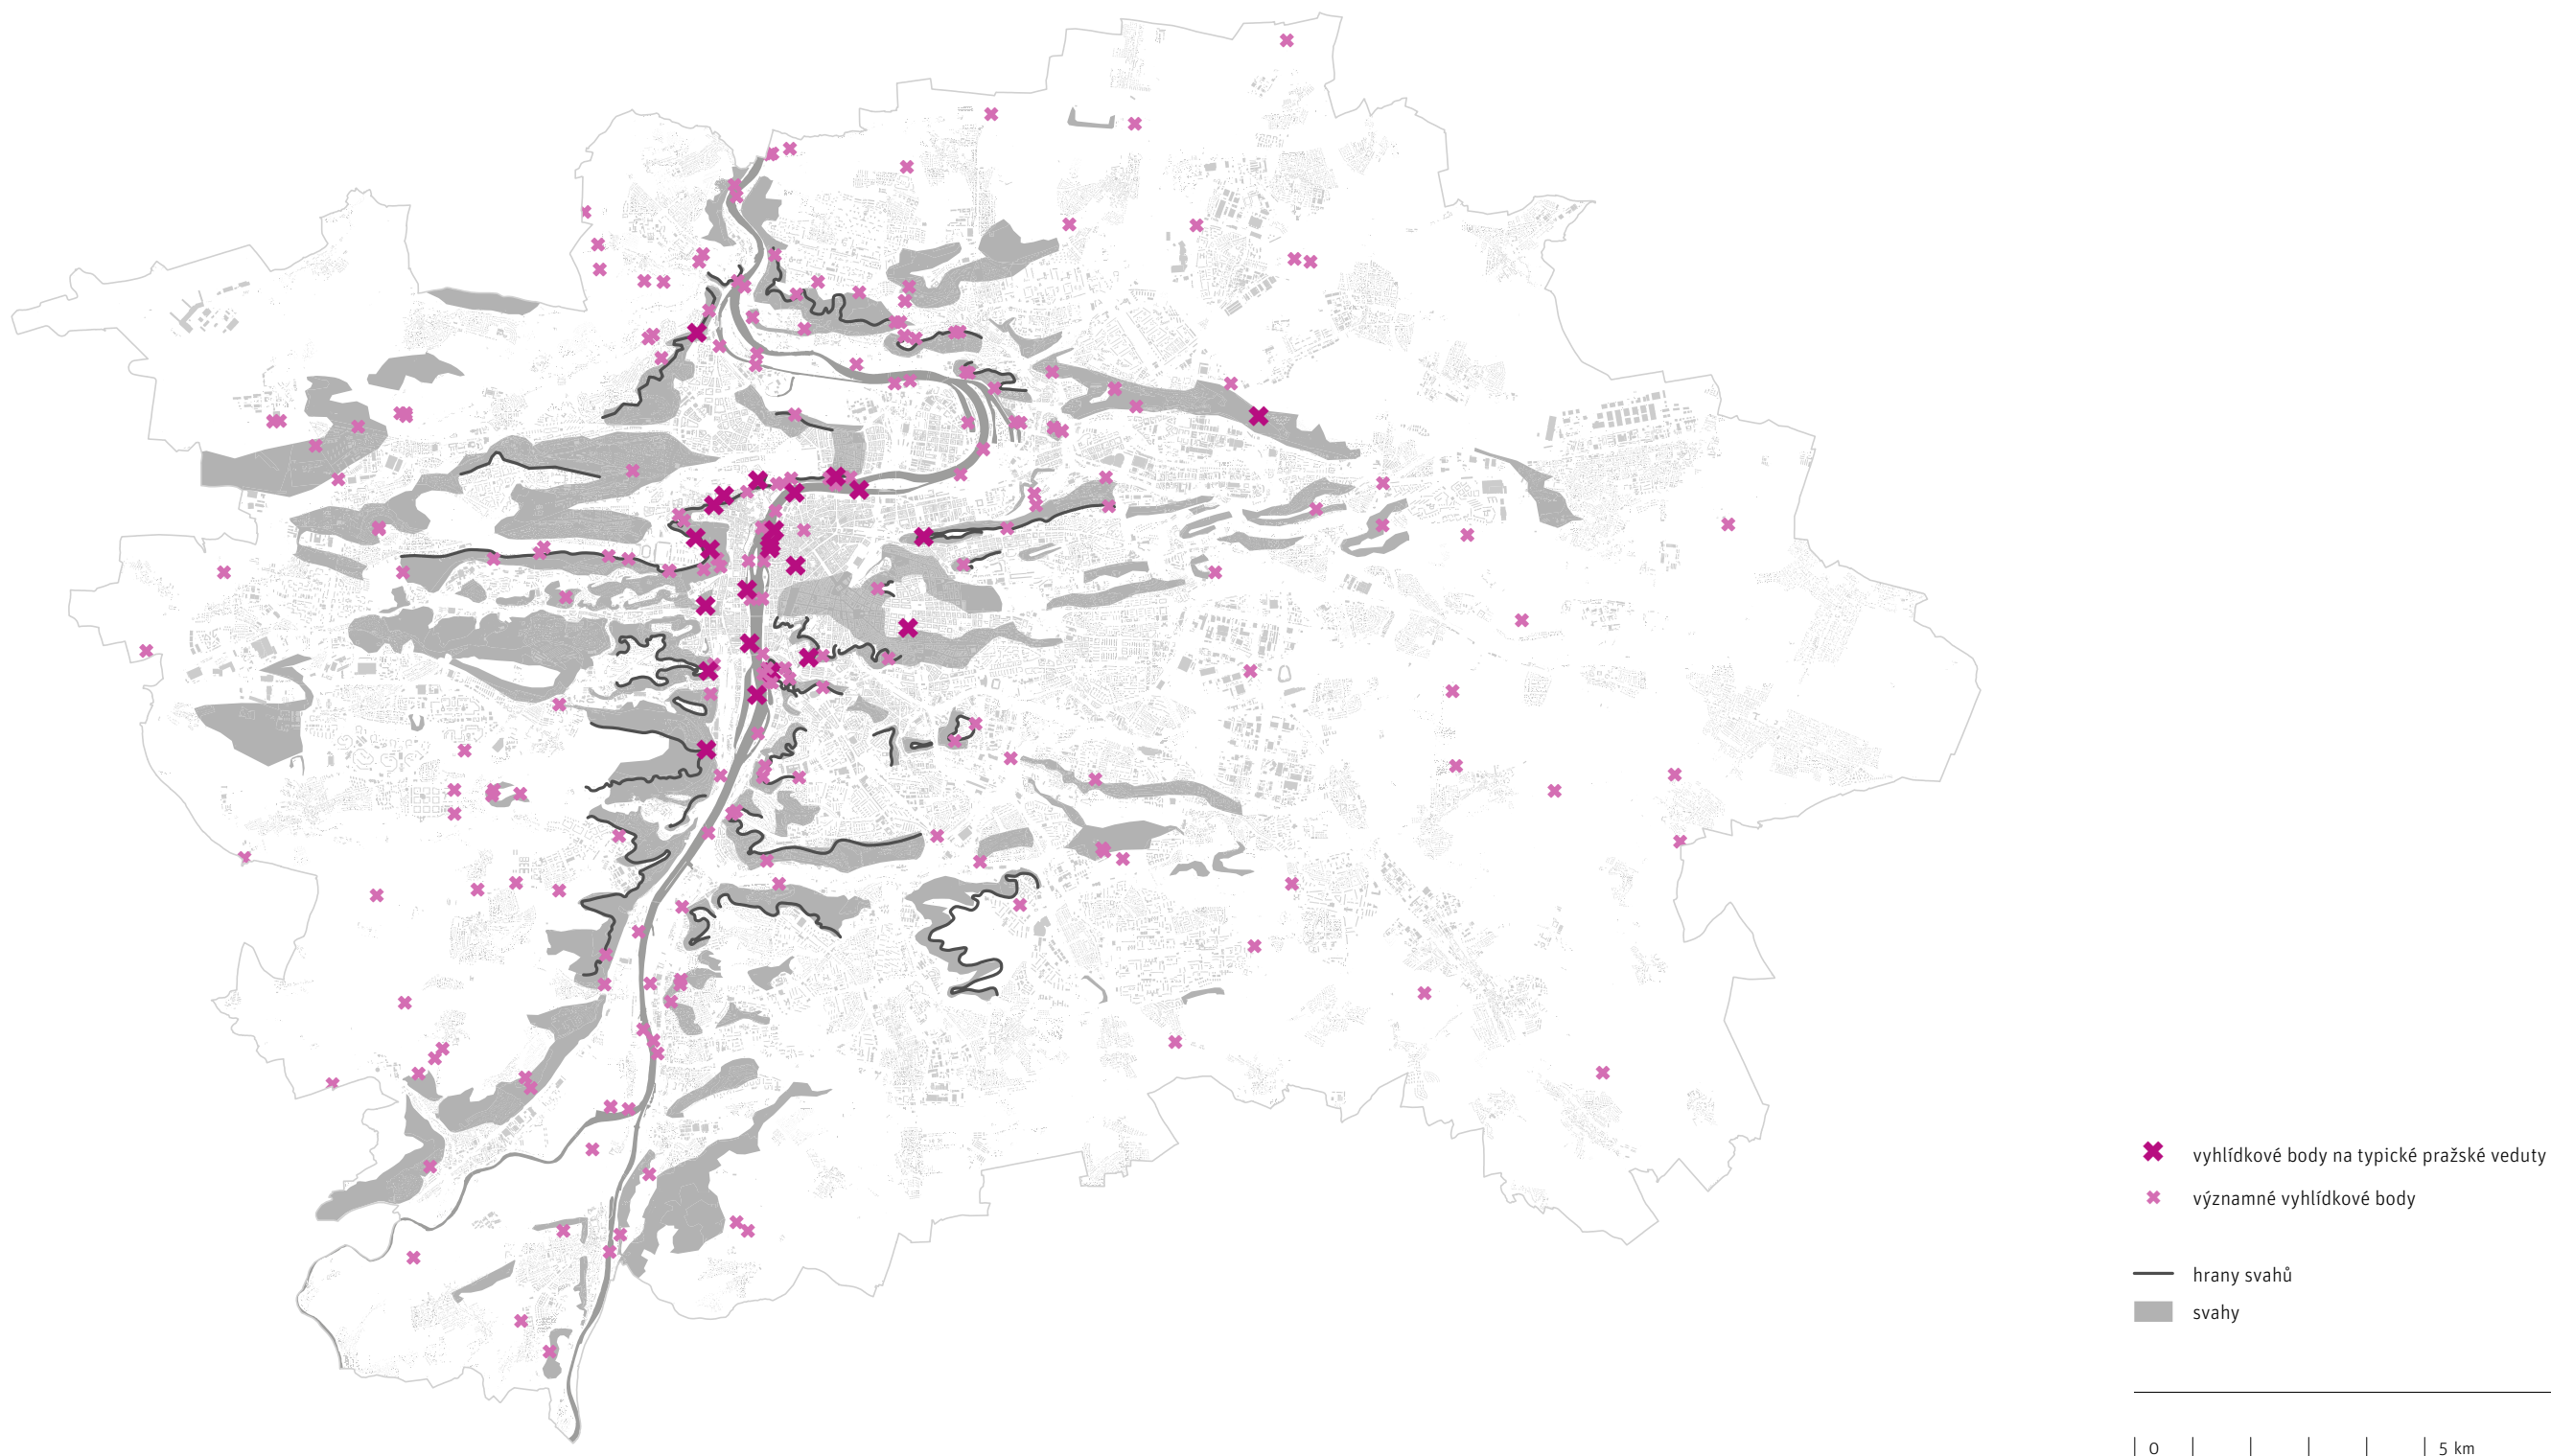 vyhlídkové body na typické pražské veduty
významné vyhlídkové body
hrany svahů
svahy
0 5 km